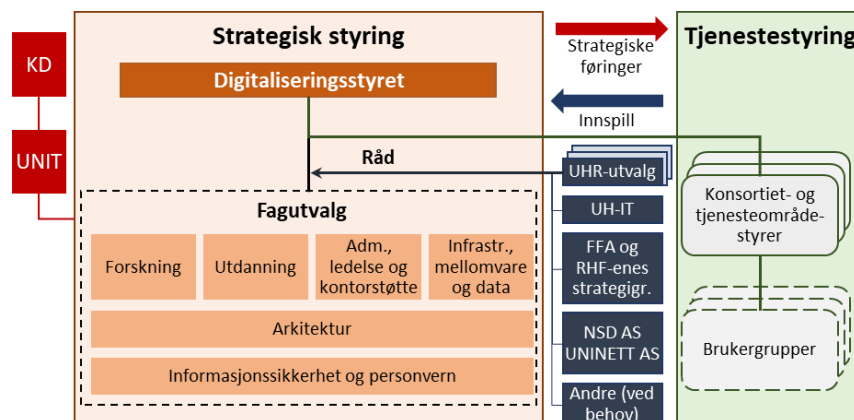 Strategisk styring
Digitaliseringsstyret
KD
UNIT
Råd
Fagutvalg
Forskning
Utdanning
Adm.,
ledelse og
kontorstøtte
Infrastr.,
mellomvare
og data
Arkitektur
Informasjonssikkerhet og personvern
Strategiske
føringer
Innspill
UHR-utvalg
UH-IT
FFA og
RHF-enes
strategigr.
NSD AS
UNINETT AS
Andre (ved
behov)
Tjenestestyring
Konsortiet- og
tjenesteområde-
styrer
Brukergrupper